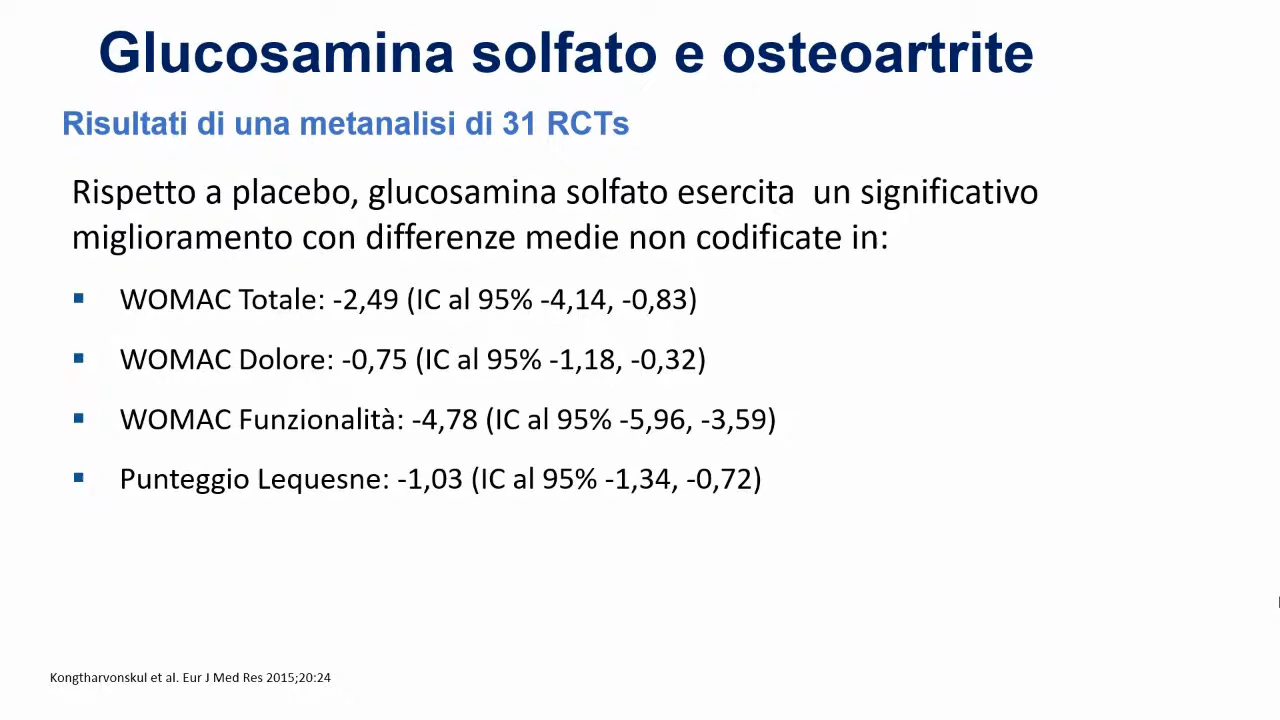 Glucosamina solfato e osteoartrite
Risultati di una metanalisi di 31 RCTs
Rispetto a placebo, glucosamina solfato esercita un significativo
miglioramento con differenze medie non codificate in:
▪ WOMAC Totale: -2,49 (IC al 95% -4,14, -0,83)
▪ WOMAC Dolore: -0,75 (IC al 95% -1,18, -0,32)
▪ WOMAC Funzionalità: -4,78 (IC al 95% -5,96, -3,59)
▪ Punteggio Lequesne: -1,03 (IC al 95% -1,34, -0,72)
Kongtharvonskul et al. Eur J Med Res 2015;20:24